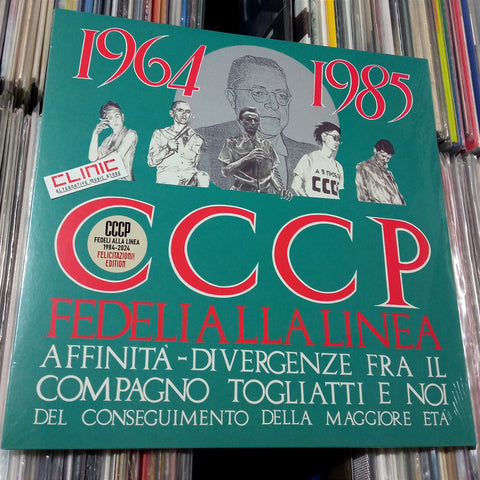 1964 1985
CLINIC
ALTERNATIVE MUSIC STORE
CCCP
CCCP
FEDELI ALLA LINEA
1984-2024
FELICITAZIONI!
EDITION
CCCP
FEDELI ALLA LINEA
AFFINITÀ-DIVERGENZE FRA IL
COMPAGNO TOGLIATTI E NOI
DEL CONSEGUIMENTO DELLA MAGGIORE ETÀ